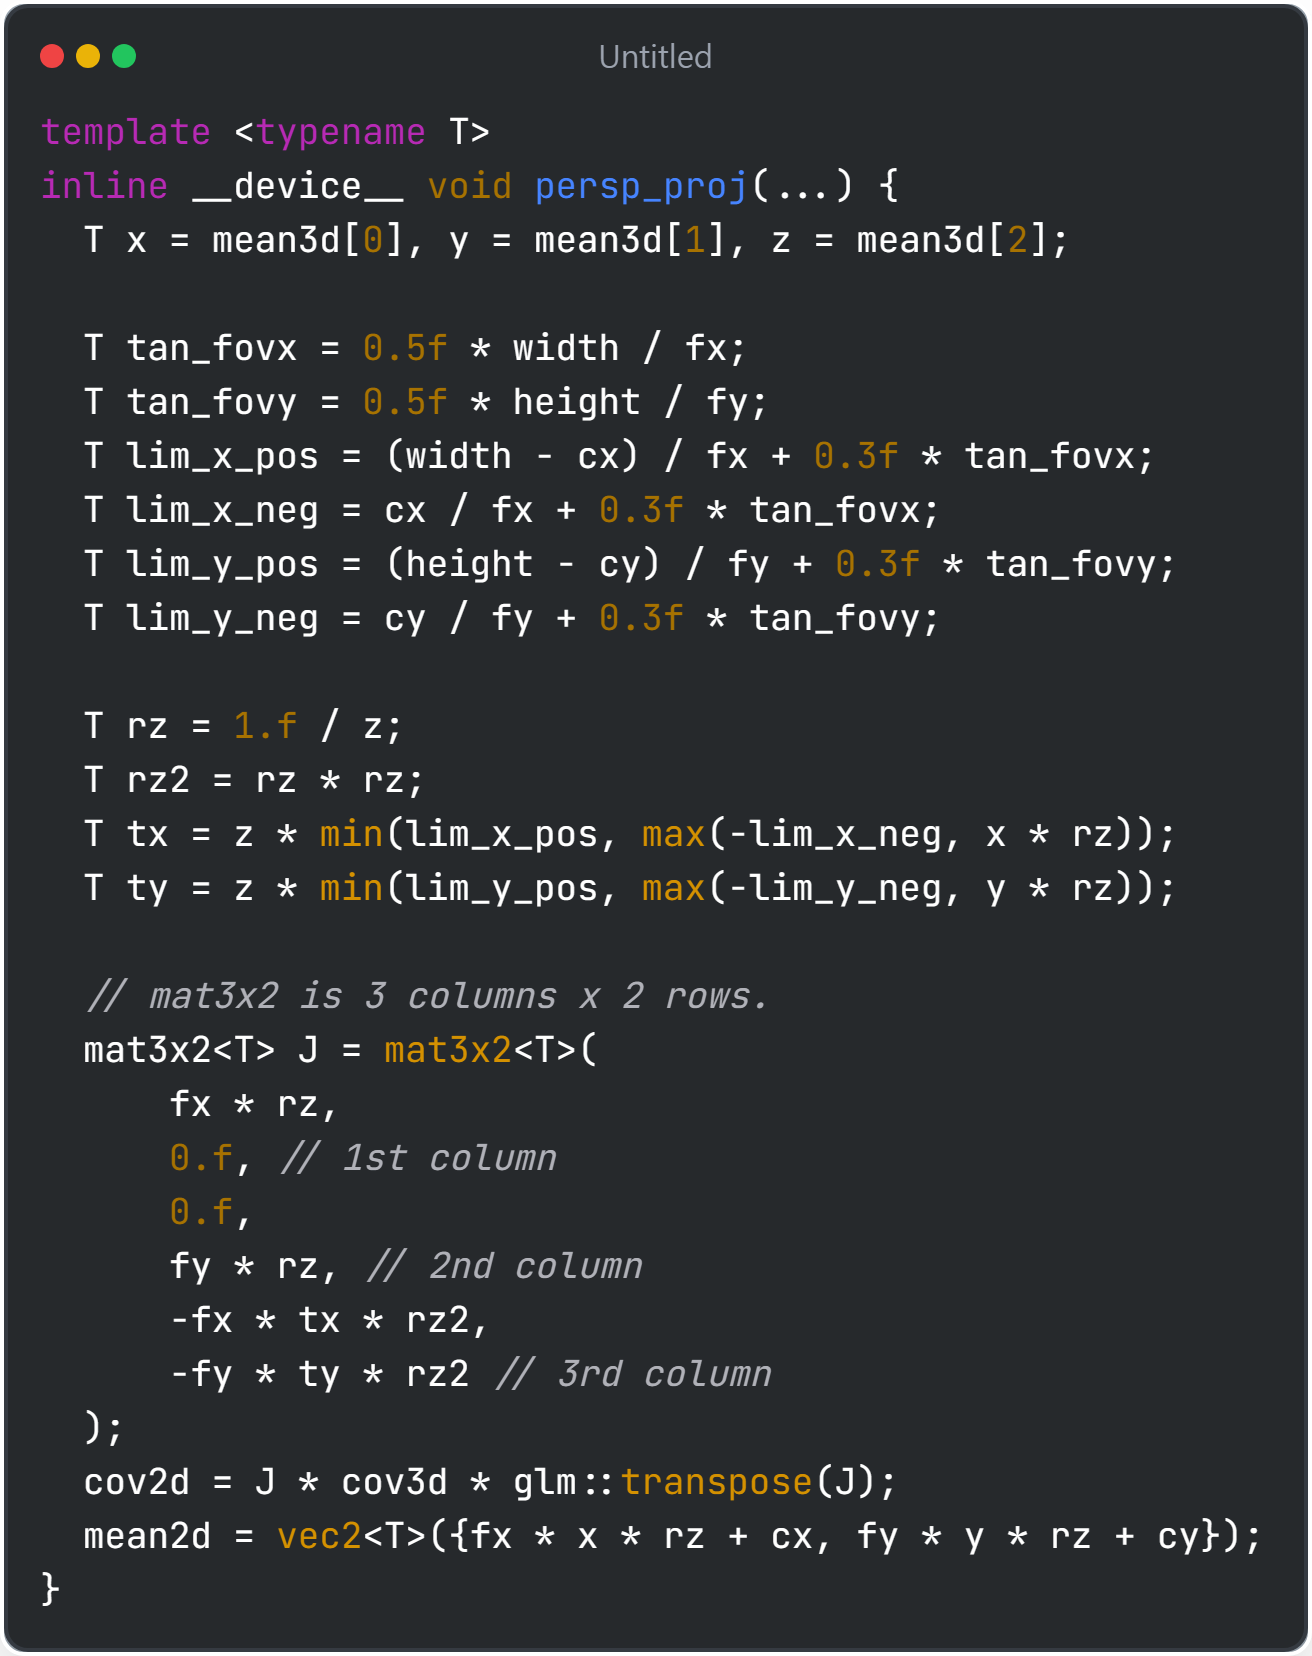 Untitled
template <typename T>
inline __device__ void persp_proj(...) {
  T x = mean3d[0], y = mean3d[1], z = mean3d[2];

  T tan_fovx = 0.5f * width / fx;
  T tan_fovy = 0.5f * height / fy;
  T lim_x_pos = (width - cx) / fx + 0.3f * tan_fovx;
  T lim_x_neg = cx / fx + 0.3f * tan_fovx;
  T lim_y_pos = (height - cy) / fy + 0.3f * tan_fovy;
  T lim_y_neg = cy / fy + 0.3f * tan_fovy;

  T rz = 1.f / z;
  T rz2 = rz * rz;
  T tx = z * min(lim_x_pos, max(-lim_x_neg, x * rz));
  T ty = z * min(lim_y_pos, max(-lim_y_neg, y * rz));

  // mat3x2 is 3 columns x 2 rows.
  mat3x2<T> J = mat3x2<T>(
      fx * rz,
      0.f, // 1st column
      0.f,
      fy * rz, // 2nd column
      -fx * tx * rz2,
      -fy * ty * rz2 // 3rd column
  );
  cov2d = J * cov3d * glm::transpose(J);
  mean2d = vec2<T>({fx * x * rz + cx, fy * y * rz + cy});
}